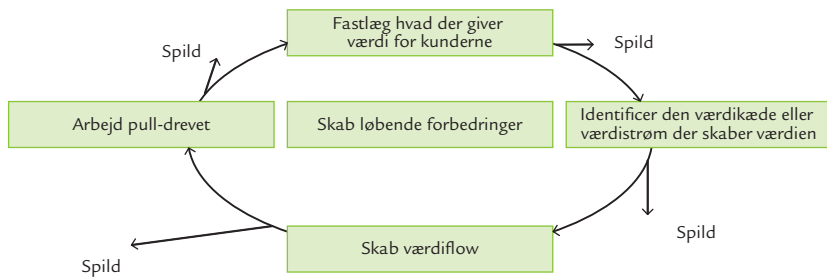 Fastlæg hvad der giver
værdi for kunderne
Spild
Spild
Arbejd pull-drevet
Skab løbende forbedringer
Identificer den værdikæde eller
værdistrøm der skaber værdien
Spild
Skab værdiflow
Spild